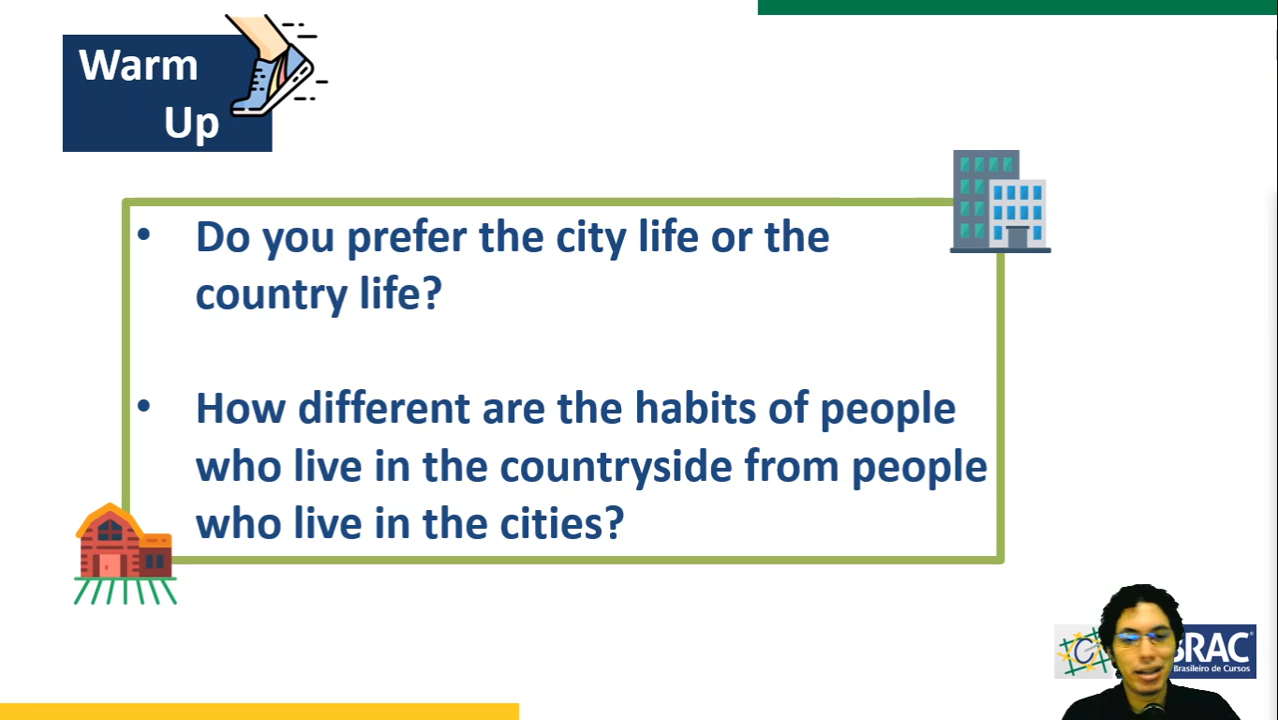 Warm
Up
• Do you prefer the city life or the
country life?
• How different are the habits of people
who live in the countryside from people
who live in the cities?
BRAC
Brasileiro de Cursos